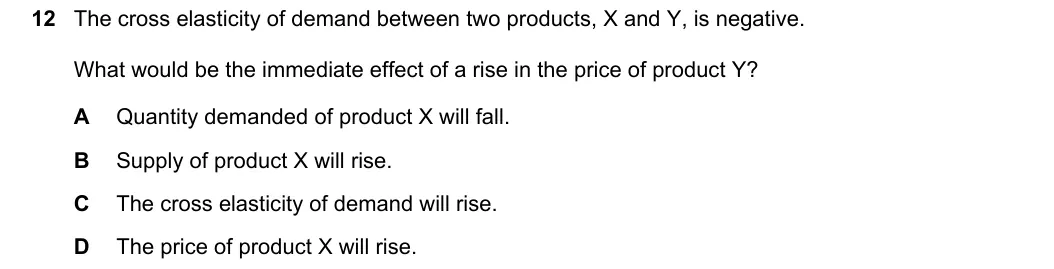 12 The cross elasticity of demand between two products, X and Y, is negative.
What would be the immediate effect of a rise in the price of product Y?
A Quantity demanded of product X will fall.
B Supply of product X will rise.
C The cross elasticity of demand will rise.
D The price of product X will rise.